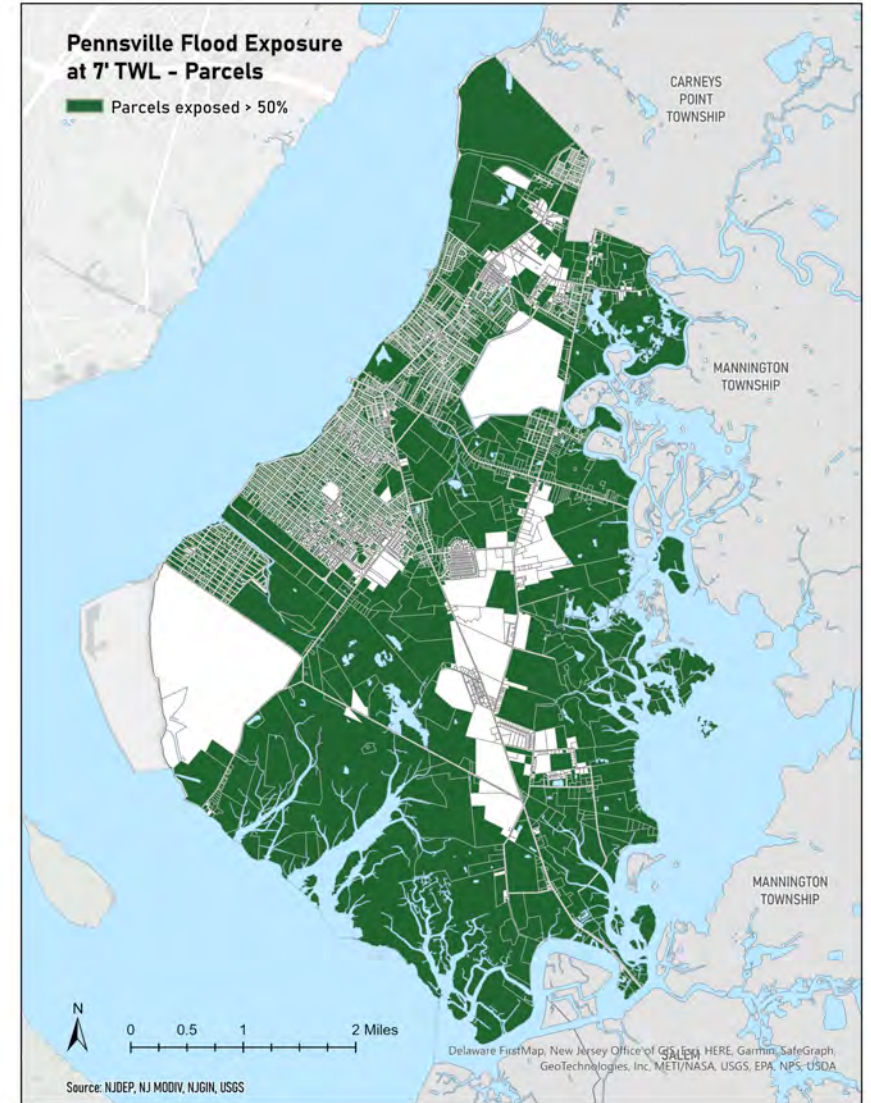 Pennsville Flood Exposure
at 7' TWL - Parcels
Parcels exposed > 50%
CARNEYS
POINT
TOWNSHIP
MANNINGTON
TOWNSHIP
MANNINGTON
TOWNSHIP
N
0 0.5 1 2 Miles
SALEM
Delaware FirstMap, New Jersey Office of GIS, Esri, HERE, Garmin, SafeGraph,
GeoTechnologies, Inc, METI/NASA, USGS, EPA, NPS, USDA
Source: NJDEP, NJ MODIV, NJGIN, USGS